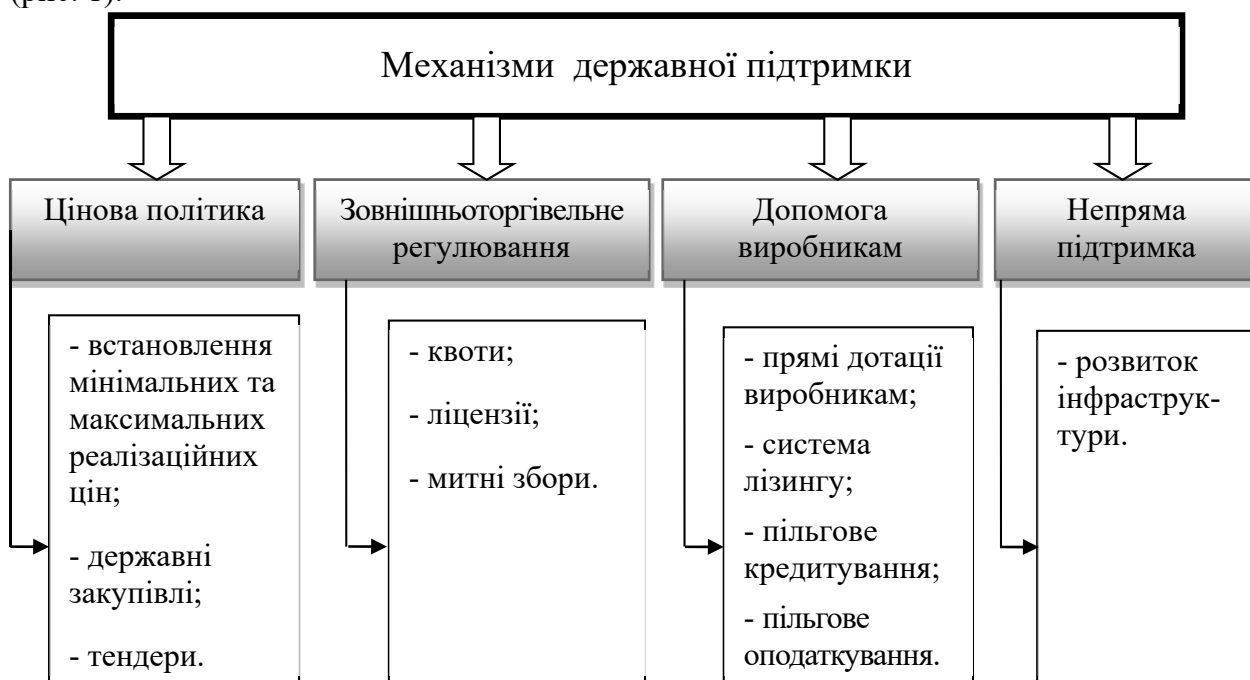 (рис. 1).
Механізми державної підтримки
Цінова політика
Зовнішньоторгівельне
регулювання
Допомога
виробникам
Непряма
підтримка
- встановлення
мінімальних та
максимальних
реалізаційних
цін;
- державні
закупівлі;
- тендери.
- квоти;
- ліцензії;
- митні збори.
- прямі дотації
виробникам;
- система
лізингу;
- пільгове
кредитування;
- пільгове
оподаткування.
- розвиток
інфраструк-
тури.